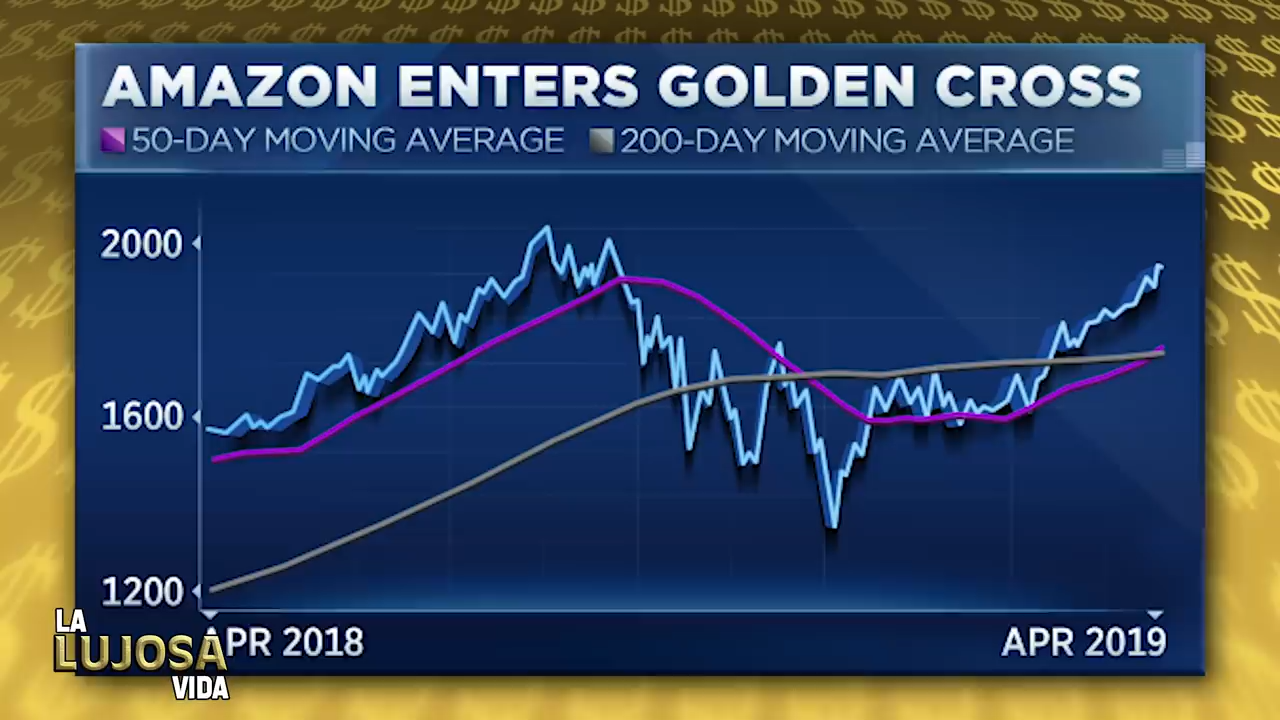 AMAZON ENTERS GOLDEN CROSS
50-DAY MOVING AVERAGE 200-DAY MOVING AVERAGE
2000
1600
1200
APR 2018 APR 2019
LA
LUJOSA
VIDA